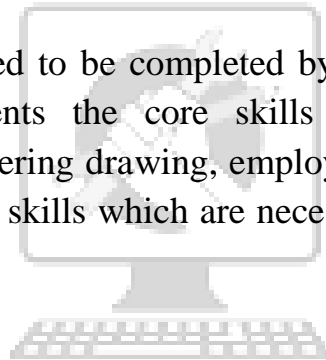 ed to be completed by
ents the core skills
ering drawing, employ
skills which are nece